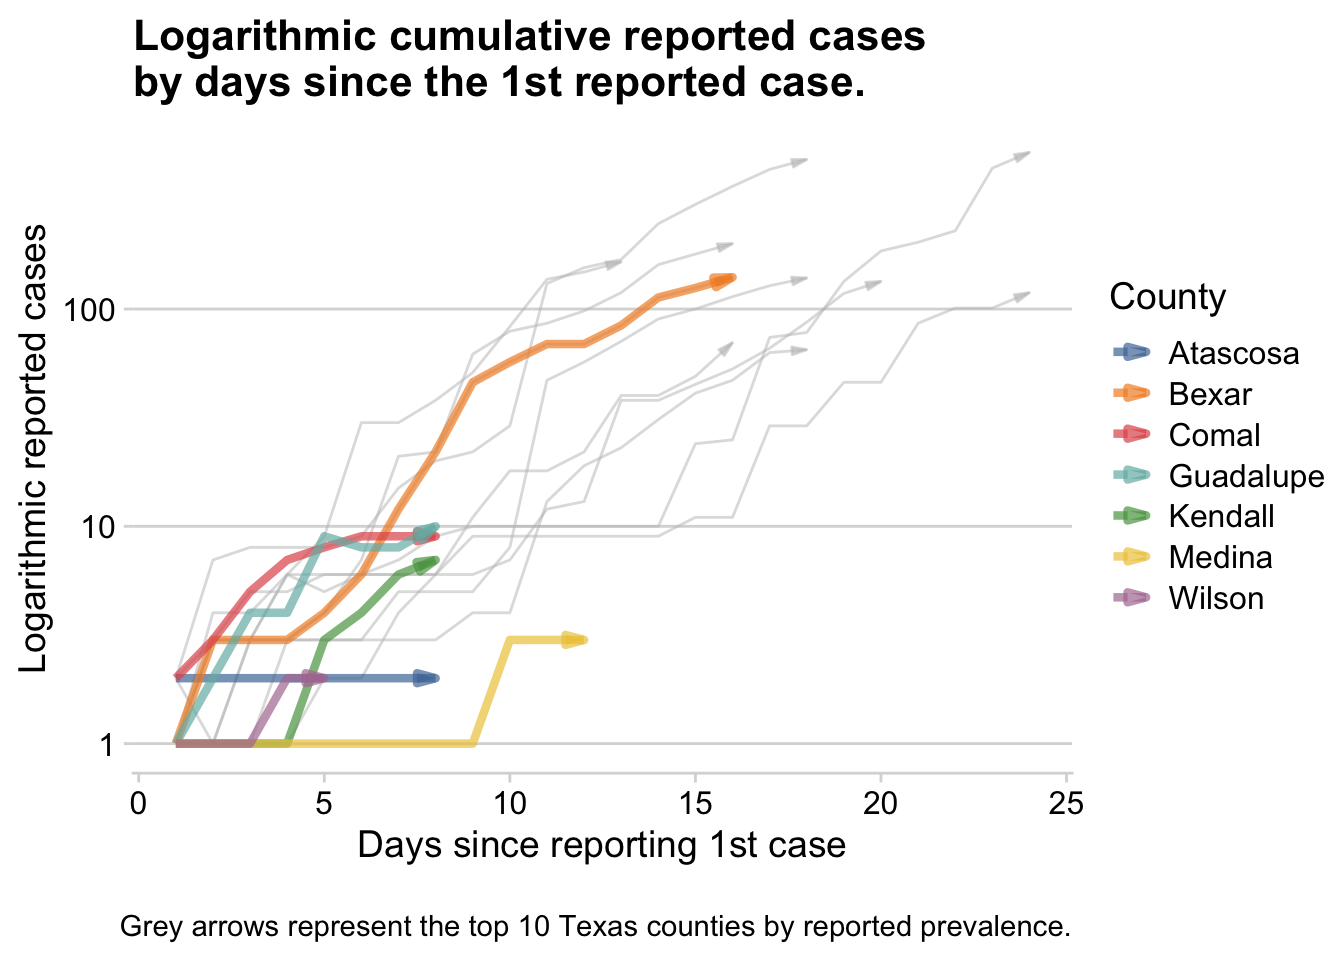 Logarithmic cumulative reported cases
by days since the 1st reported case.
Logarithmic reported cases
100
10
1
0 5 10 15 20 25
Days since reporting 1st case
County
Atascosa
Bexar
Comal
Guadalupe
Kendall
Medina
Wilson
Grey arrows represent the top 10 Texas counties by reported prevalence.